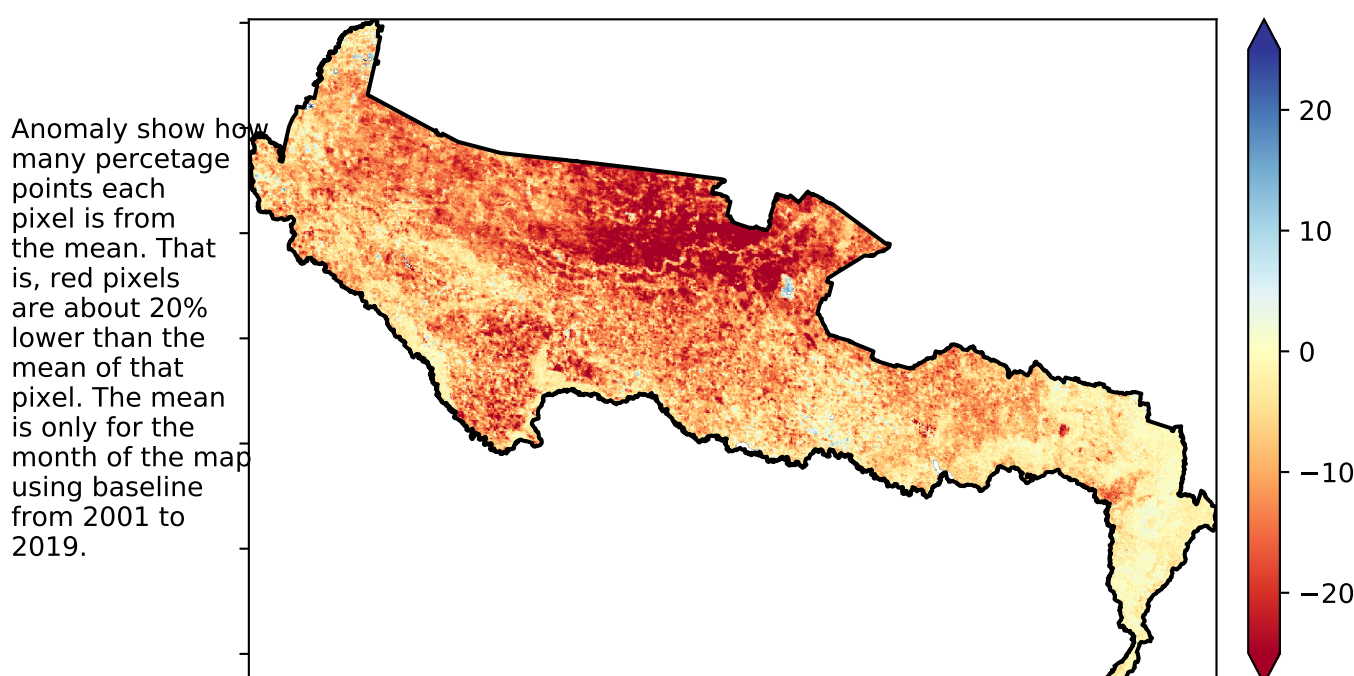 Anomaly show how
many percetage
points each
pixel is from
the mean. That
is, red pixels
are about 20%
lower than the
mean of that
pixel. The mean
is only for the
month of the map
using baseline
from 2001 to
2019.
20
10
0
−10
−20